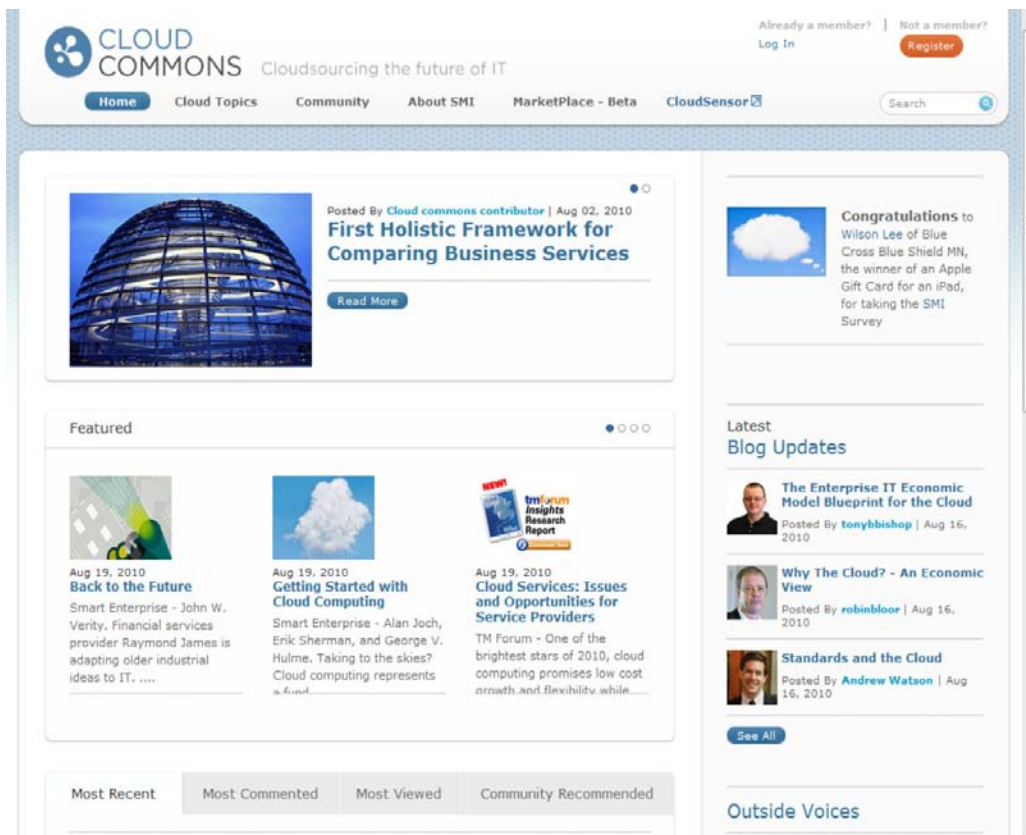 CLOUD
COMMONS
Cloudsourcing the future of IT
Already a member? | Not a member?
Log In
Register
Home
Cloud Topics
Community
About SMI
MarketPlace - Beta
CloudSensor
Search
Posted By Cloud commons contributor | Aug 02, 2010
First Holistic Framework for
Comparing Business Services
Read More
Congratulations to
Wilson Lee of Blue
Cross Blue Shield MN,
the winner of an Apple
Gift Card for an iPad,
for taking the SMI
Survey
Featured
Aug 19, 2010
Back to the Future
Smart Enterprise - John W.
Verity. Financial services
provider Raymond James is
adapting older industrial
ideas to IT. ....
Aug 19, 2010
Getting Started with
Cloud Computing
Smart Enterprise - Alan Joch,
Erik Sherman, and George V.
Hulme. Taking to the skies?
Cloud computing represents
a fund
NEW!
tmforum
Insights
Research
Report
Download Now
Aug 19, 2010
Cloud Services: Issues
and Opportunities for
Service Providers
TM Forum - One of the
brightest stars of 2010, cloud
computing promises low cost
growth and flexibility while
Latest
Blog Updates
The Enterprise IT Economic
Model Blueprint for the Cloud
Posted By tonybbishop | Aug 16,
2010
Why The Cloud? - An Economic
View
Posted By robinbloor | Aug 16,
2010
Standards and the Cloud
Posted By Andrew Watson | Aug
16, 2010
See All
Most Recent
Most Commented
Most Viewed
Community Recommended
Outside Voices